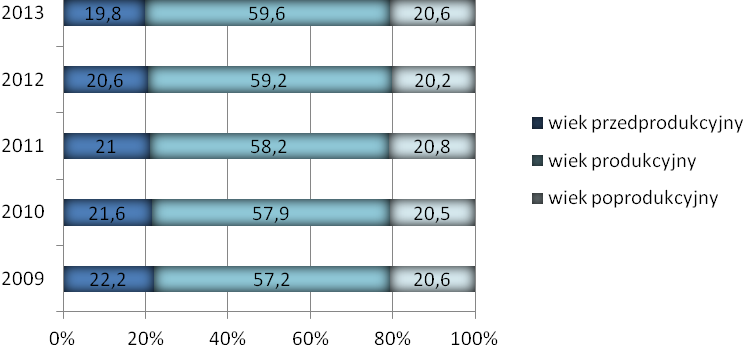 2013 19,8 59,6 20,6
2012 20,6 59,2 20,2
2011 21 58,2 20,8
2010 21,6 57,9 20,5
2009 22,2 57,2 20,6
0% 20% 40% 60% 80% 100%
wiek przedprodukcyjny
wiek produkcyjny
wiek poprodukcyjny